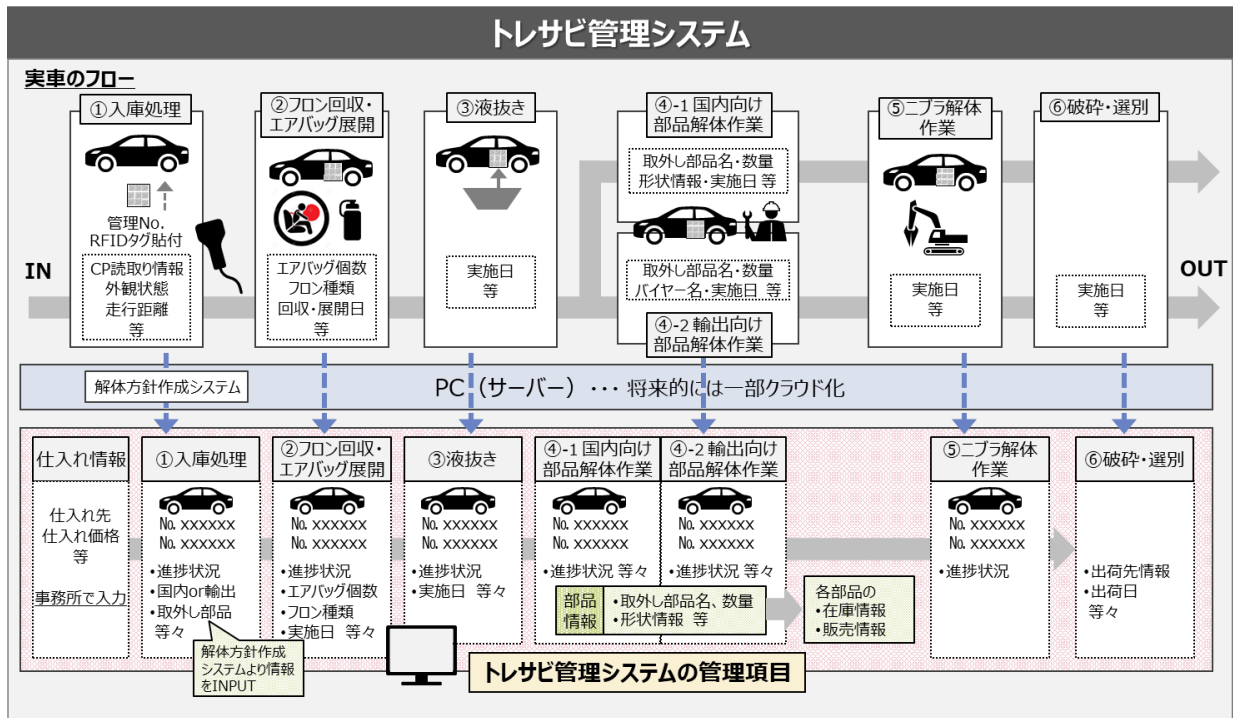 トレサビ管理システム
実車のフロー
①入庫処理
管理No.
RFIDタグ貼付
CP読取り情報
外観状態
走行距離
等
②フロン回収・
エアバッグ展開
エアバッグ個数
フロン種類
回収・展開日
等
③液抜き
実施日
等
④-1 国内向け
部品解体作業
取外し部品名・数量
形状情報・実施日 等
取外し部品名・数量
バイヤー名・実施日 等
④-2 輸出向け
部品解体作業
⑤ニブラ解体
作業
実施日
等
⑥破砕・選別
実施日
等
IN
OUT
解体方針作成システム
PC（サーバー）・・・将来的には一部クラウド化
仕入れ情報
仕入れ先
仕入れ価格
等
事務所で入力
①入庫処理
№ xxxxxx
№ xxxxxx
・進捗状況
・国内or輸出
・取外し部品
等々
解体方針作成
システムより情報
をINPUT
②フロン回収・
エアバッグ展開
№ xxxxxx
№ xxxxxx
・進捗状況
・エアバッグ個数
・フロン種類
・実施日 等々
③液抜き
№ xxxxxx
№ xxxxxx
・進捗状況
・実施日 等々
④-1 国内向け
部品解体作業
№ xxxxxx
№ xxxxxx
・進捗状況 等々
④-2 輸出向け
部品解体作業
№ xxxxxx
№ xxxxxx
・進捗状況 等々
部品
情報
・取外し部品名、数量
・形状情報 等
各部品の
・在庫情報
・販売情報
⑤ニブラ解体
作業
№ xxxxxx
№ xxxxxx
・進捗状況
⑥破砕・選別
・出荷先情報
・出荷日
等々
トレサビ管理システムの管理項目